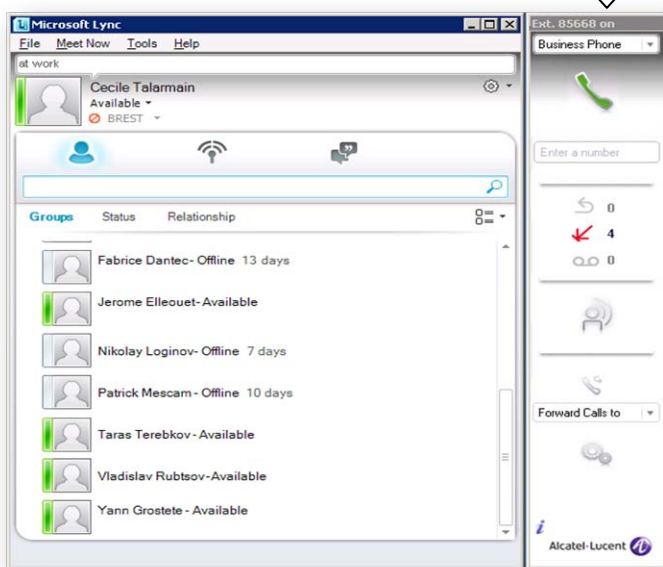 Microsoft Lync
File Meet Now Tools Help
at work
Cecile Talarmain
Available
BREST
Groups Status Relationship
Fabrice Dantec- Offline 13 days
Jerome Elleouet- Available
Nikolay Loginov- Offline 7 days
Patrick Mescam - Offline 10 days
Taras Terebkov - Available
Vladislav Rubtsov-Available
Yann Grostete - Available
Ext. 85668 on
Business Phone
Enter a number
0
4
0
Forward Calls to
i
Alcatel-Lucent